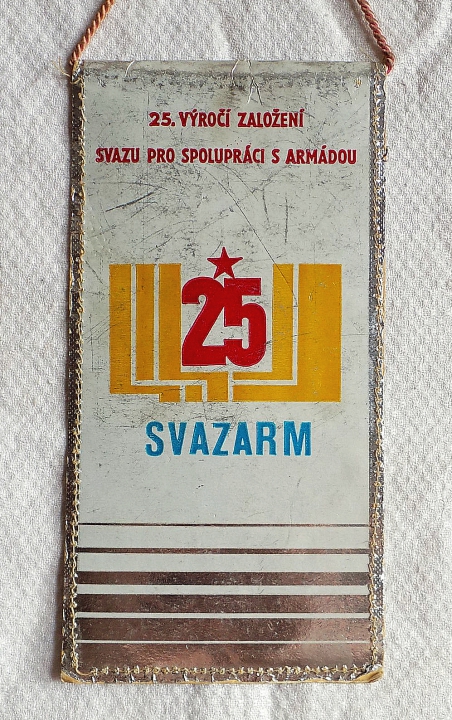 25. VÝROČÍ ZALOŽENÍ
SVAZU PRO SPOLUPRÁCI S ARMÁDOU
25
SVAZARM